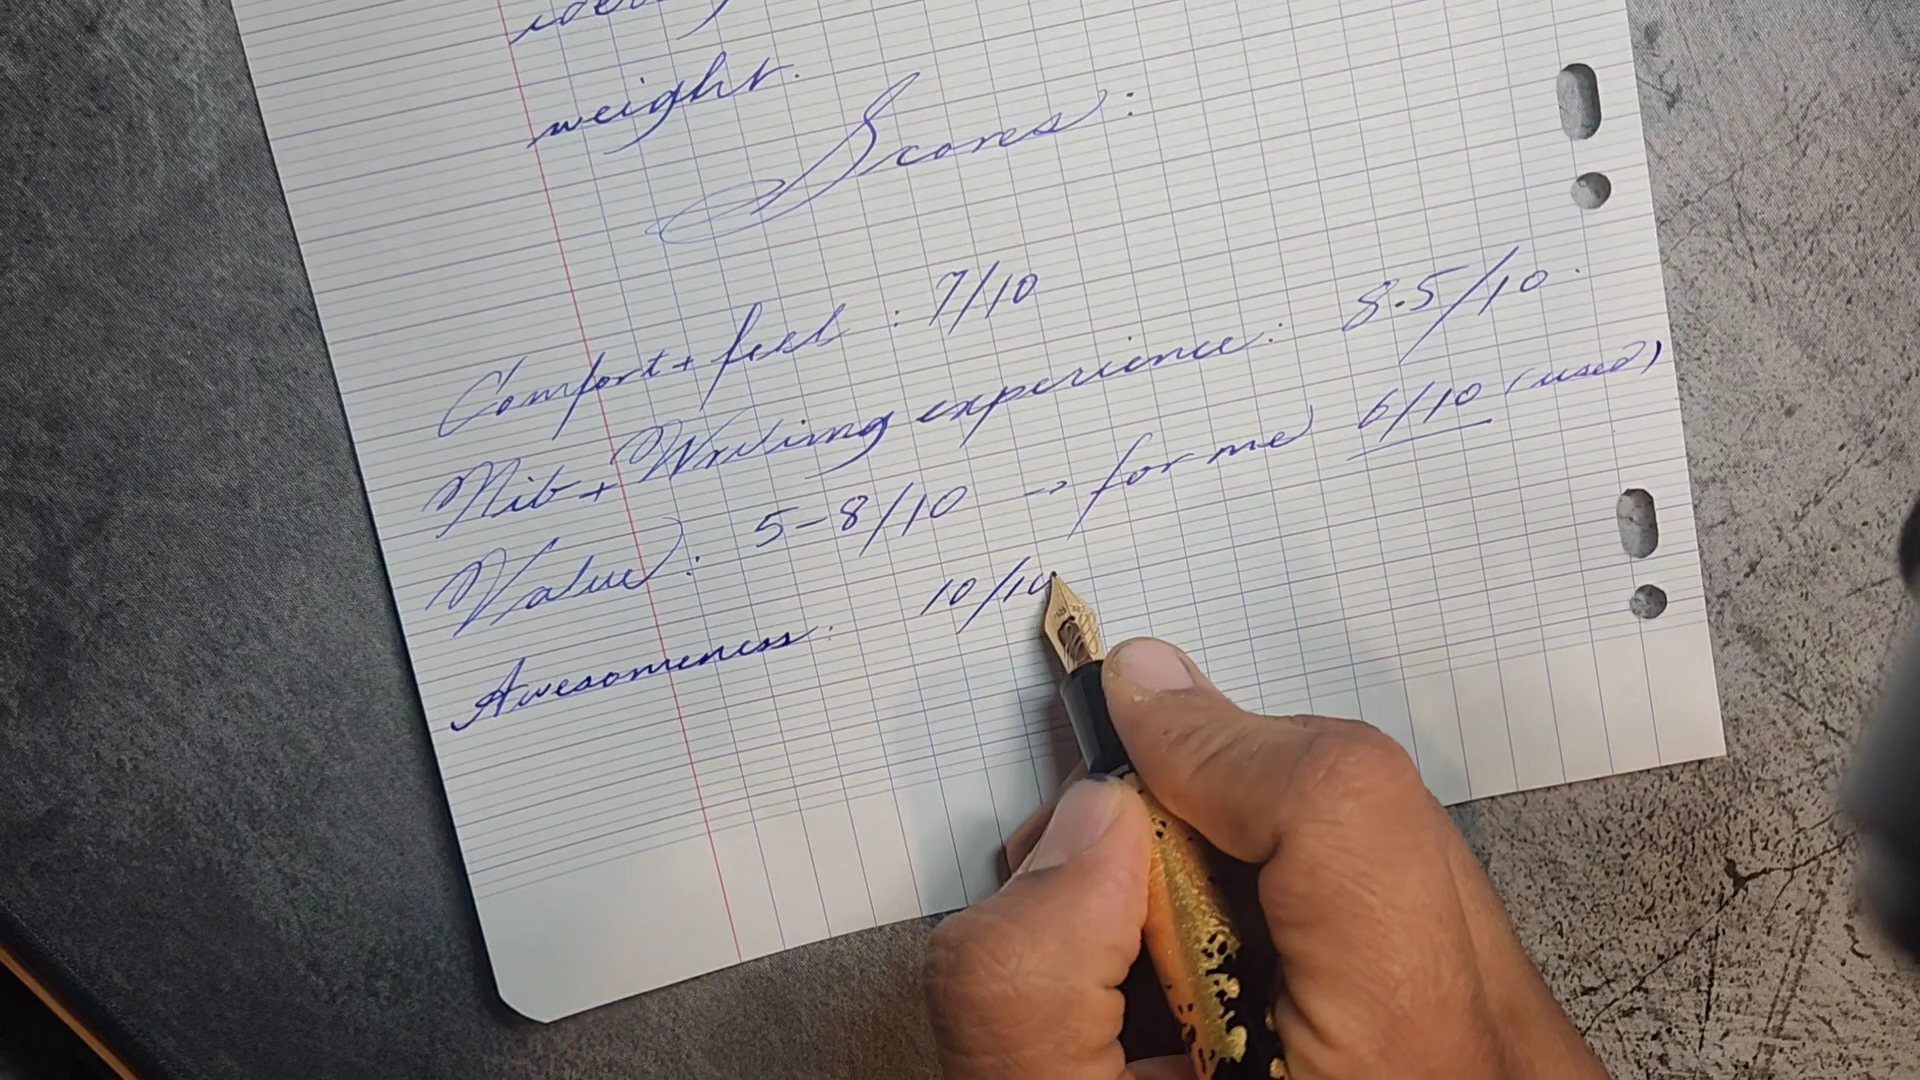 weight.
Scores:
Comfort + feel : 7/10
Nib + Writing experience: 8.5/10.
Value: 5-8/10 → for me 6/10 (used)
Awesomeness: 10/10